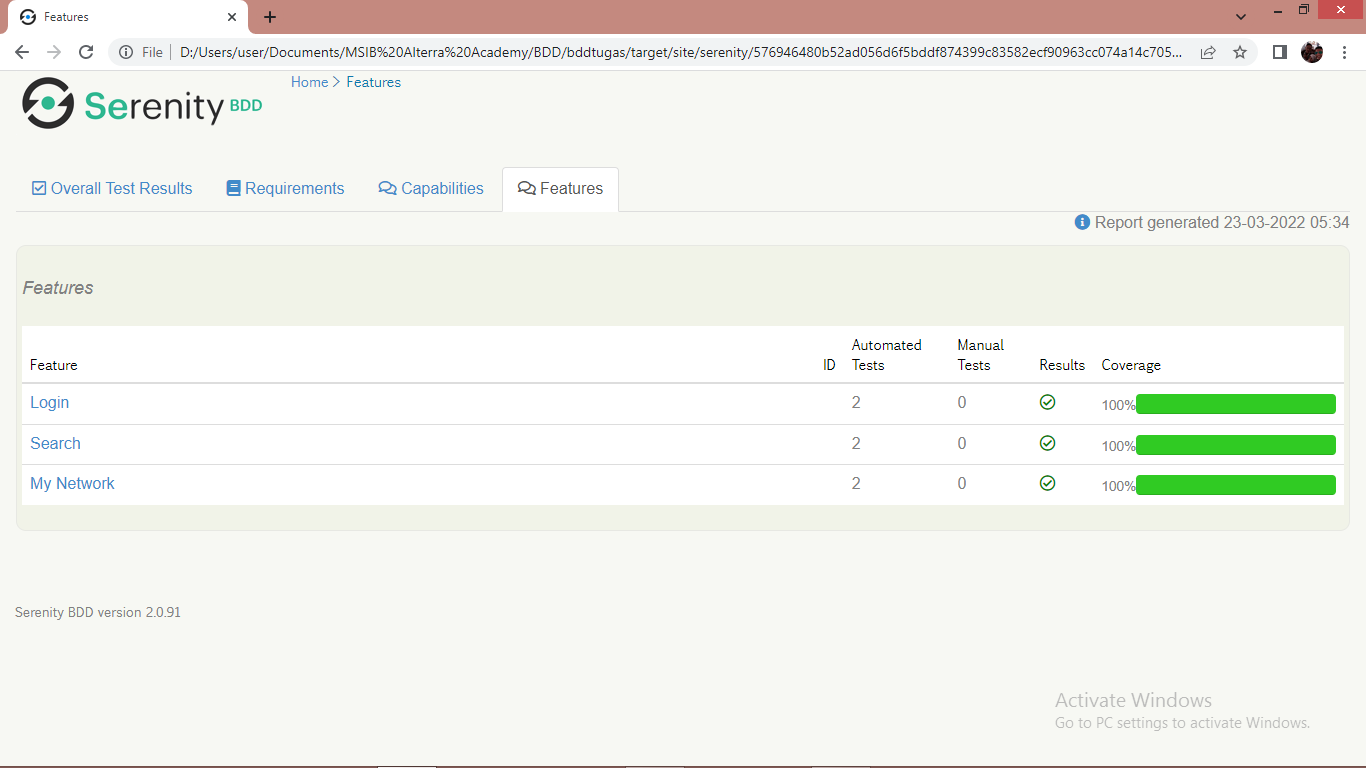 Features
File
D:/Users/user/Documents/MSIB%20Alterra%20Academy/BDD/bddtugas/target/site/serenity/576946480b52ad056d6f5bddf874399c83582ecf90963cc074a14c705...
Serenity BDD
Home > Features
Overall Test Results
Requirements
Capabilities
Features
Report generated 23-03-2022 05:34
Features
Feature ID Automated Tests Manual Tests Results Coverage
Login 2 0 100%
Search 2 0 100%
My Network 2 0 100%
Serenity BDD version 2.0.91
Activate Windows
Go to PC settings to activate Windows.